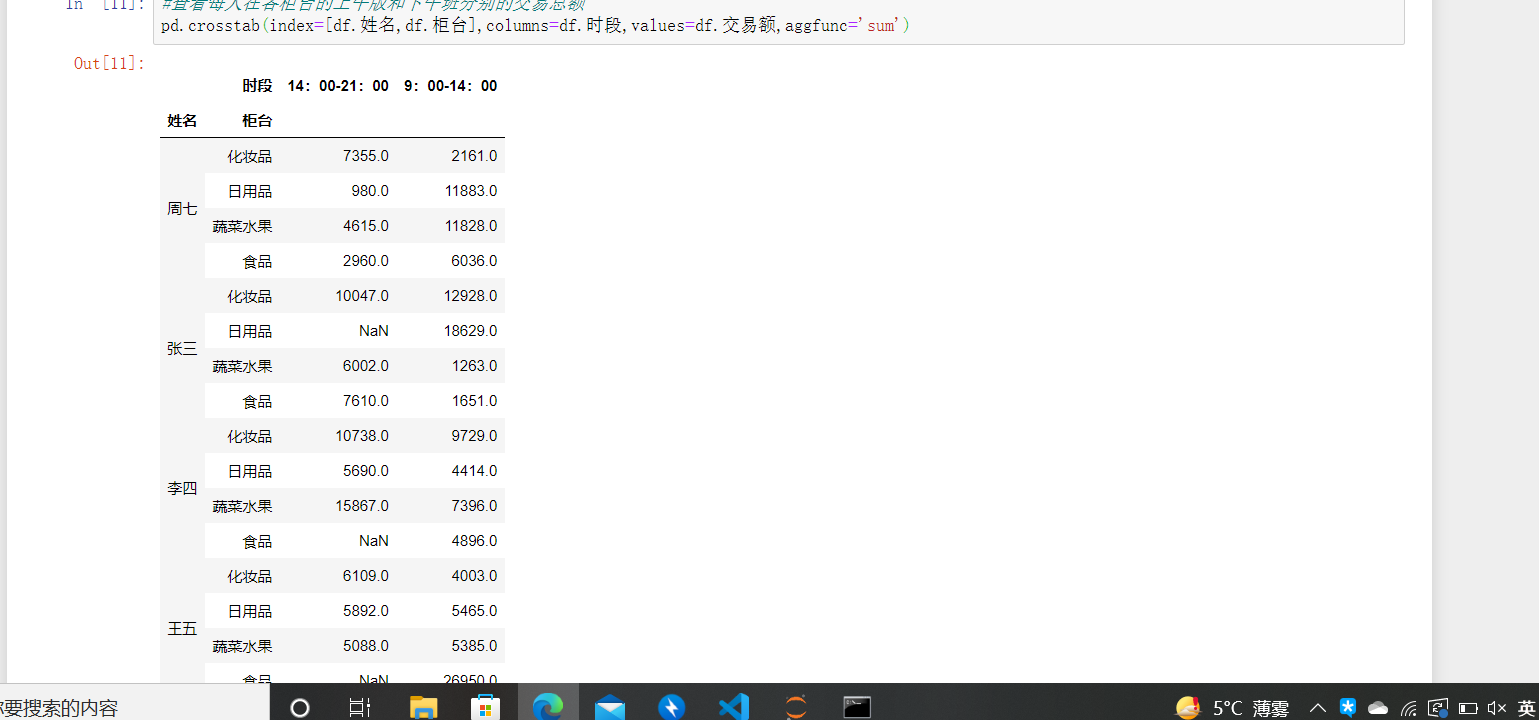 In [11]: #查看每人在各柜台的上午版和下午班分别的交易总额
pd.crosstab(index=[df.姓名,df.柜台],columns=df.时段,values=df.交易额,aggfunc='sum')
Out[11]:
时段 14：00-21：00 9：00-14：00
姓名 柜台
化妆品 7355.0 2161.0
日用品 980.0 11883.0
周七
蔬菜水果 4615.0 11828.0
食品 2960.0 6036.0
化妆品 10047.0 12928.0
日用品 NaN 18629.0
张三
蔬菜水果 6002.0 1263.0
食品 7610.0 1651.0
化妆品 10738.0 9729.0
日用品 5690.0 4414.0
李四
蔬菜水果 15867.0 7396.0
食品 NaN 4896.0
化妆品 6109.0 4003.0
日用品 5892.0 5465.0
王五
蔬菜水果 5088.0 5385.0
食品 NaN 26950.0
你要搜索的内容 5°C 薄雾 英